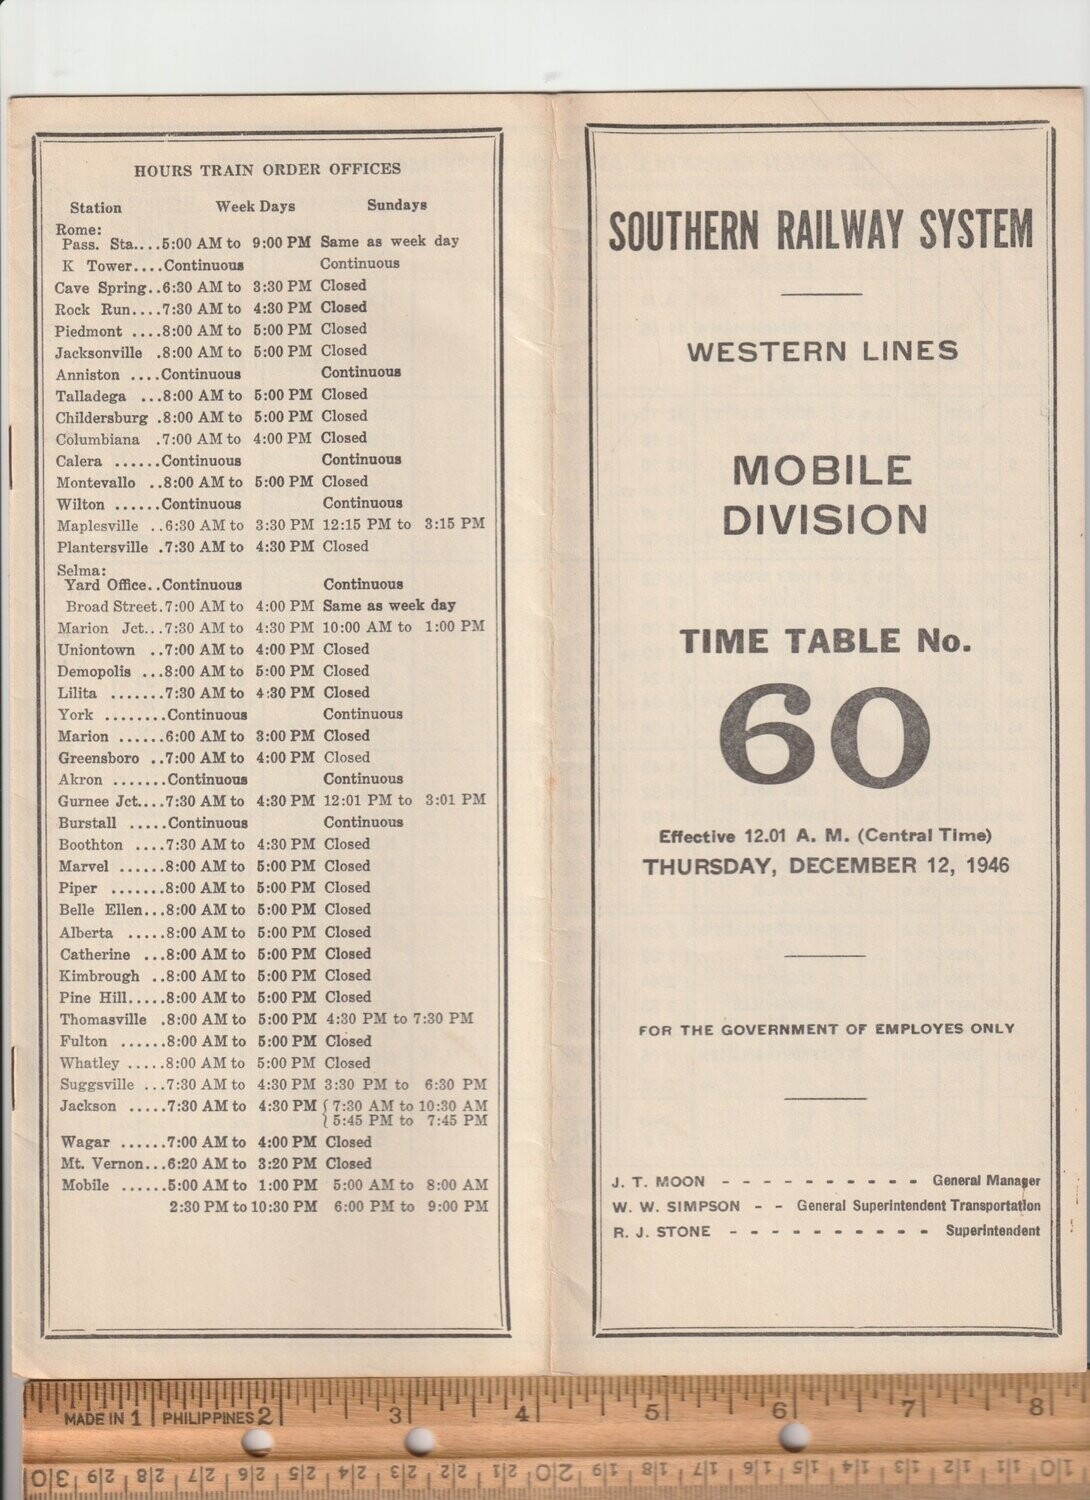 HOURS TRAIN ORDER OFFICES
Station Week Days Sundays
Rome:
Pass. Sta....5:00 AM to 9:00 PM Same as week day
K Tower....Continuous Continuous
Cave Spring..6:30 AM to 3:30 PM Closed
Rock Run....7:30 AM to 4:30 PM Closed
Piedmont ....8:00 AM to 5:00 PM Closed
Jacksonville .8:00 AM to 5:00 PM Closed
Anniston ....Continuous Continuous
Talladega ...8:00 AM to 5:00 PM Closed
Childersburg .8:00 AM to 5:00 PM Closed
Columbiana .7:00 AM to 4:00 PM Closed
Calera ......Continuous Continuous
Montevallo ..8:00 AM to 5:00 PM Closed
Wilton ......Continuous Continuous
Maplesville ..6:30 AM to 3:30 PM 12:15 PM to 3:15 PM
Plantersville .7:30 AM to 4:30 PM Closed
Selma:
Yard Office..Continuous Continuous
Broad Street.7:00 AM to 4:00 PM Same as week day
Marion Jct...7:30 AM to 4:30 PM 10:00 AM to 1:00 PM
Uniontown ..7:00 AM to 4:00 PM Closed
Demopolis ...8:00 AM to 5:00 PM Closed
Lilita .......7:30 AM to 4:30 PM Closed
York ........Continuous Continuous
Marion ......6:00 AM to 3:00 PM Closed
Greensboro ..7:00 AM to 4:00 PM Closed
Akron .......Continuous Continuous
Gurnee Jct....7:30 AM to 4:30 PM 12:01 PM to 3:01 PM
Burstall .....Continuous Continuous
Boothton ....7:30 AM to 4:30 PM Closed
Marvel ......8:00 AM to 5:00 PM Closed
Piper .......8:00 AM to 5:00 PM Closed
Belle Ellen...8:00 AM to 5:00 PM Closed
Alberta .....8:00 AM to 5:00 PM Closed
Catherine ...8:00 AM to 5:00 PM Closed
Kimbrough ..8:00 AM to 5:00 PM Closed
Pine Hill.....8:00 AM to 5:00 PM Closed
Thomasville .8:00 AM to 5:00 PM 4:30 PM to 7:30 PM
Fulton ......8:00 AM to 5:00 PM Closed
Whatley .....8:00 AM to 5:00 PM Closed
Suggsville ...7:30 AM to 4:30 PM 3:30 PM to 6:30 PM
Jackson .....7:30 AM to 4:30 PM { 7:30 AM to 10:30 AM
} 5:45 PM to 7:45 PM
Wagar ......7:00 AM to 4:00 PM Closed
Mt. Vernon...6:20 AM to 3:20 PM Closed
Mobile ......5:00 AM to 1:00 PM 5:00 AM to 8:00 AM
2:30 PM to 10:30 PM 6:00 PM to 9:00 PM
SOUTHERN RAILWAY SYSTEM
WESTERN LINES
MOBILE
DIVISION
TIME TABLE No.
60
Effective 12.01 A. M. (Central Time)
THURSDAY, DECEMBER 12, 1946
FOR THE GOVERNMENT OF EMPLOYES ONLY
J. T. MOON - - - - - - - - - - General Manager
W. W. SIMPSON - - General Superintendent Transportation
R. J. STONE - - - - - - - - - - Superintendent
MADE IN 1 PHILIPPINES 2 3 4 5 6 7 8
30 29 28 27 26 25 24 23 22 21 20 19 18 17 16 15 14 13 12 11 10